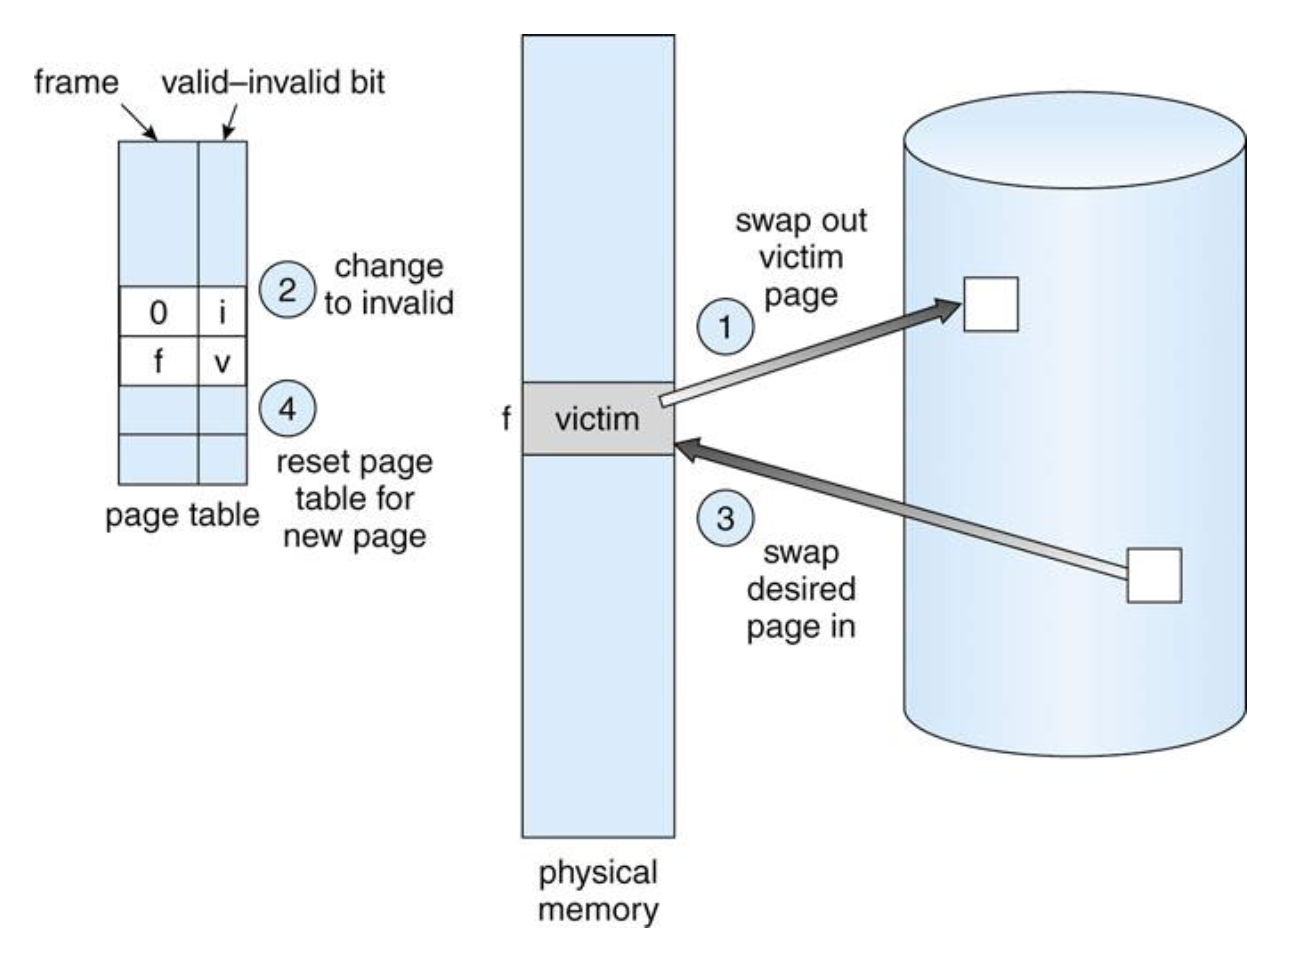 frame
valid–invalid bit
0
i
f
v
2
change
to invalid
4
reset page
table for
new page
page table
f
victim
physical
memory
swap out
victim
page
1
3
swap
desired
page in